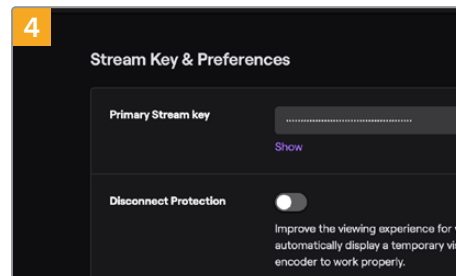 4
Stream Key & Preferences
Primary Stream key
Show
Disconnect Protection
Improve the viewing experience for
automatically display a temporary
encoder to work properly.